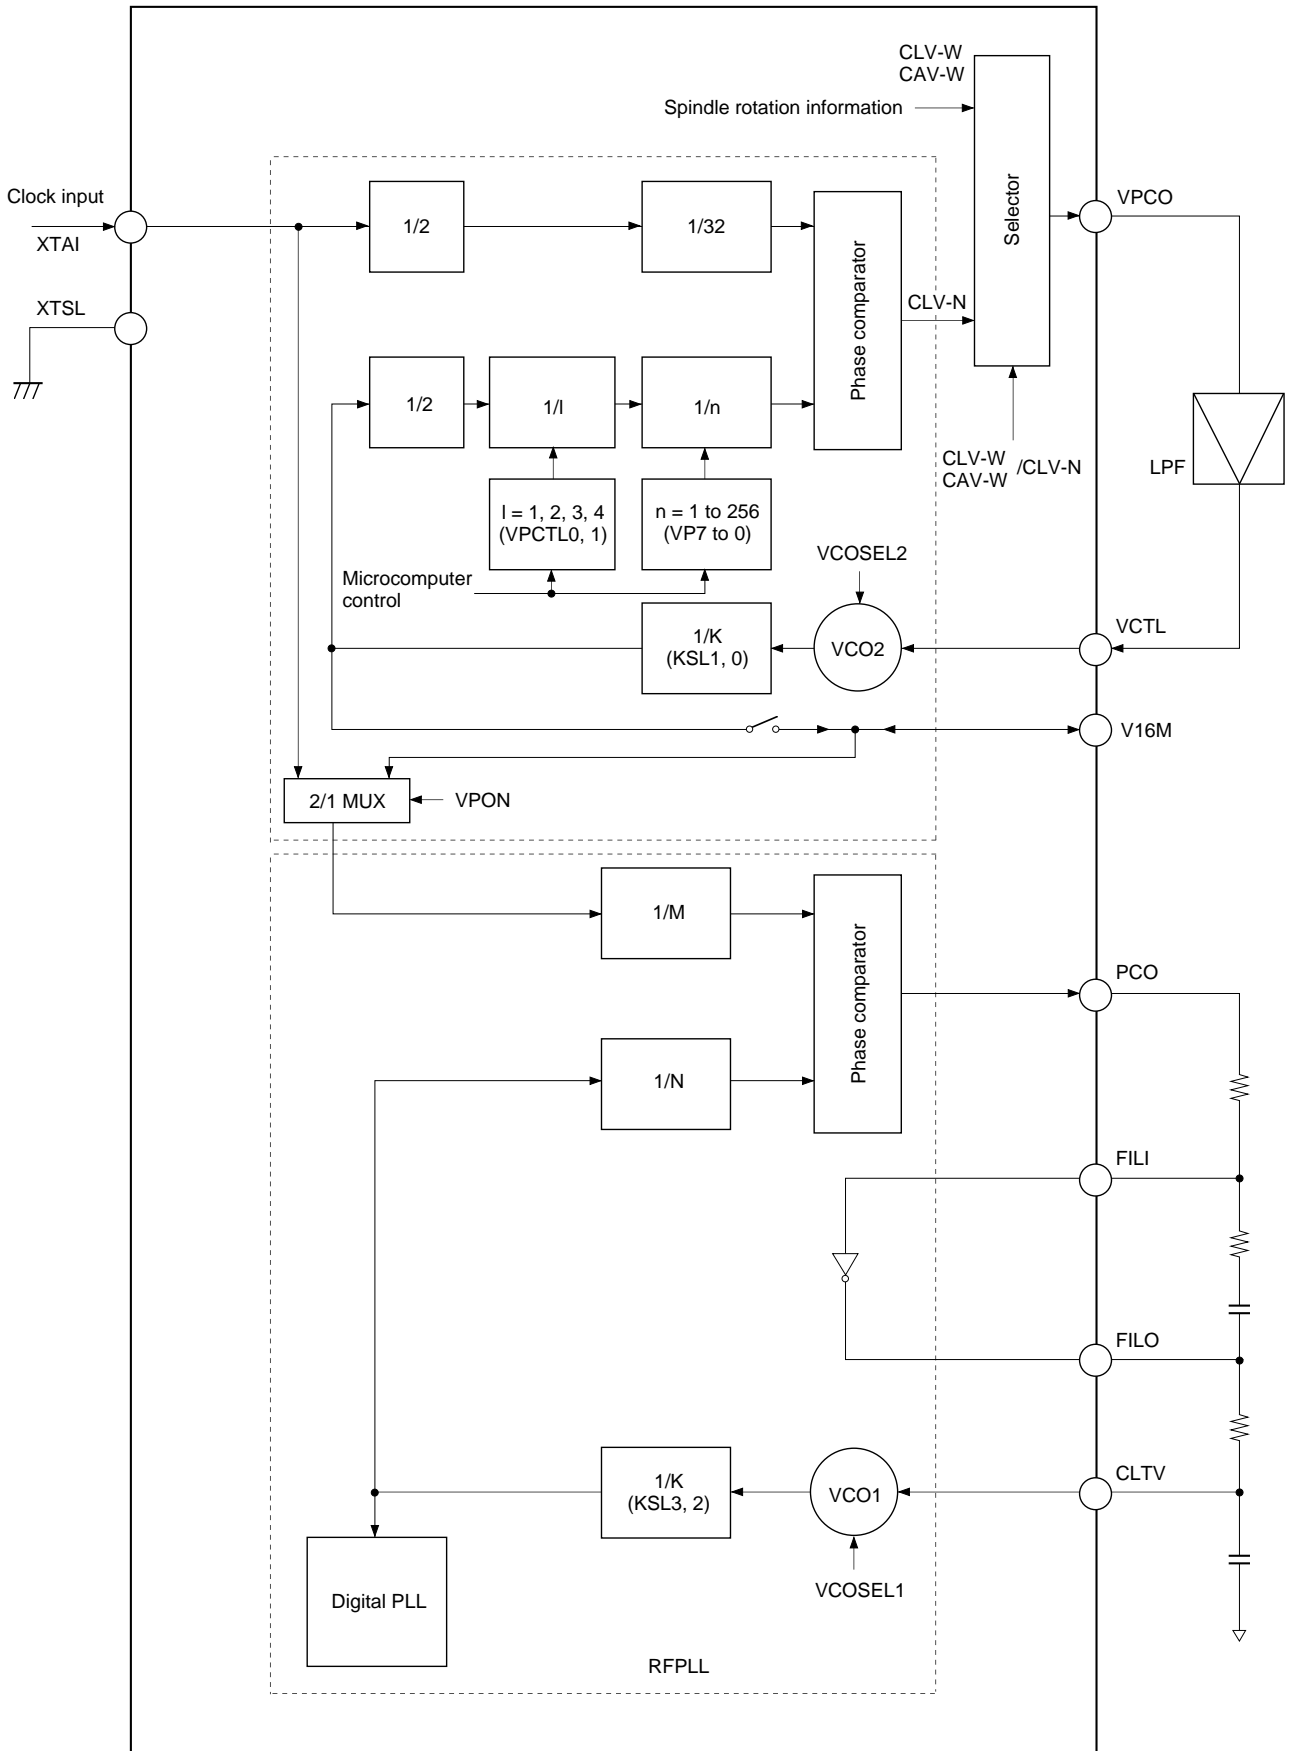 CLV-W
CAV-W
Spindle rotation information
Clock input
XTAI
XTSL
1/2
1/32
Phase comparator
Selector
VPCO
CLV-N
1/2
1/l
1/n
CLV-W
CAV-W
/CLV-N
LPF
l = 1, 2, 3, 4
(VPCTL0, 1)
n = 1 to 256
(VP7 to 0)
Microcomputer
control
VCOSEL2
1/K
(KSL1, 0)
VCO2
VCTL
V16M
2/1 MUX
VPON
1/M
Phase comparator
PCO
1/N
FILI
FILO
1/K
(KSL3, 2)
VCO1
CLTV
VCOSEL1
Digital PLL
RFPLL